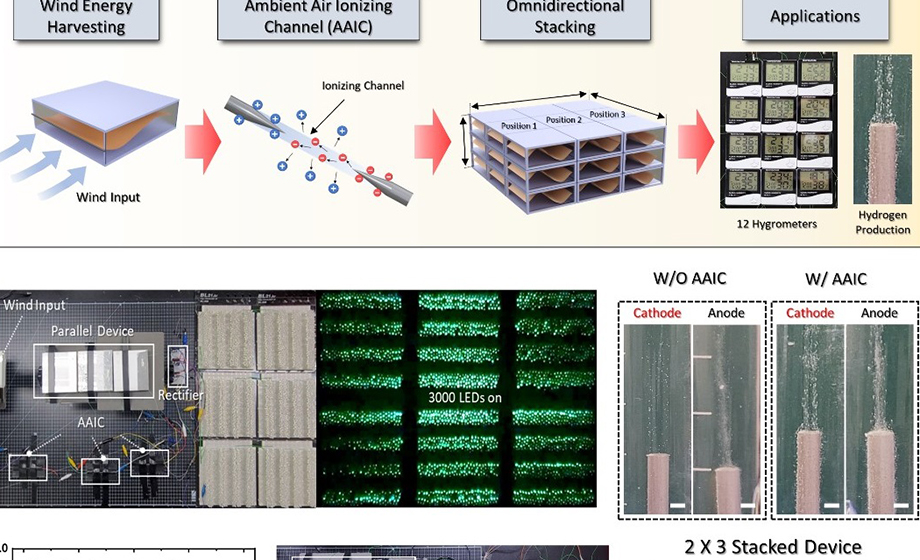 Wind Energy
Harvesting
Ambient Air Ionizing
Channel (AAIC)
Omnidirectional
Stacking
Applications
Ionizing Channel
Wind Input
Position 1
Position 2
Position 3
12 Hygrometers
Hydrogen
Production
Wind Input
Parallel Device
Rectifier
AAIC
3000 LEDs on
W/O AAIC
W/ AAIC
Cathode
Anode
Cathode
Anode
2 X 3 Stacked Device